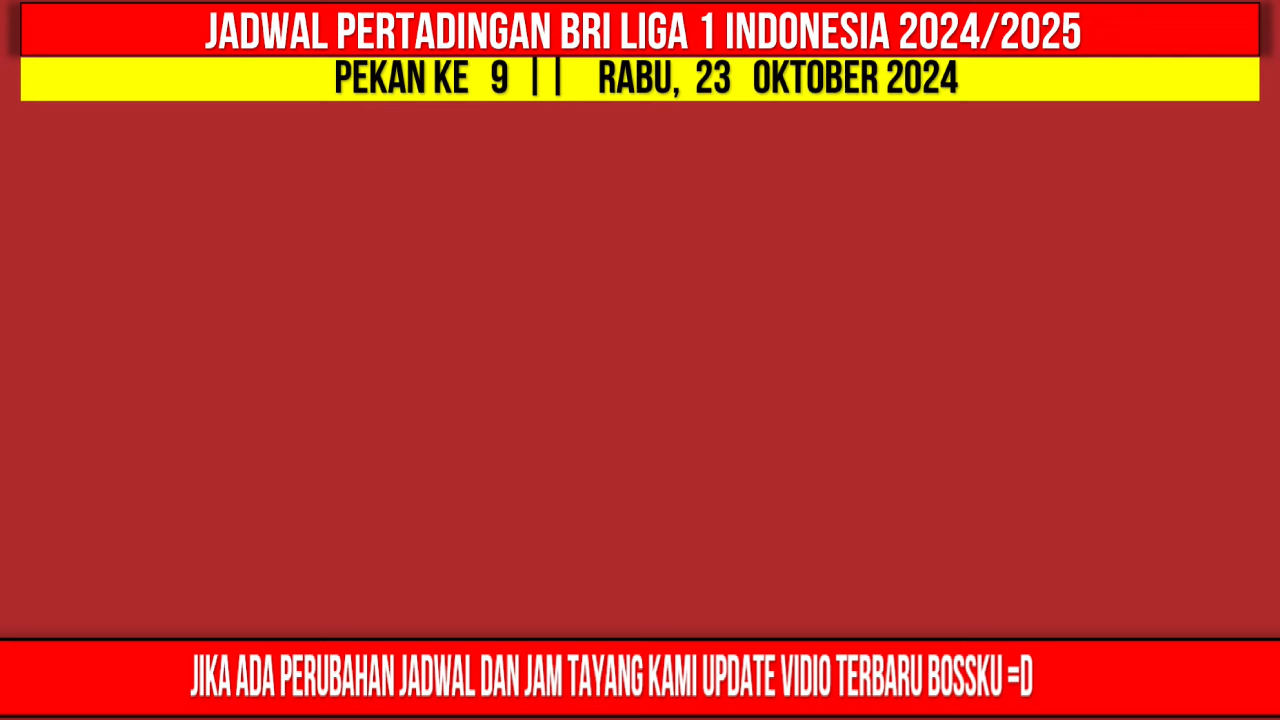 JADWAL PERTADINGAN BRI LIGA 1 INDONESIA 2024/2025
PEKAN KE 9 || RABU, 23 OKTOBER 2024
JIKA ADA PERUBAHAN JADWAL DAN JAM TAYANG KAMI UPDATE VIDIO TERBARU BOSSKU =D